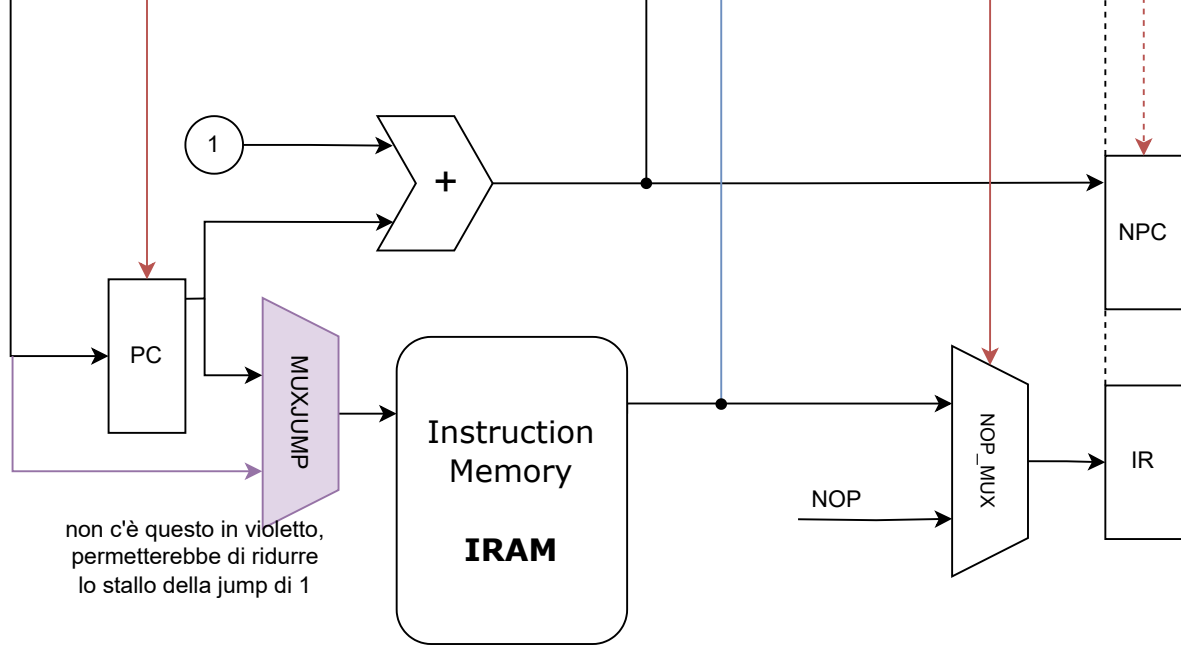 1
+
NPC
PC
MUXJUMP
Instruction
Memory
IRAM
NOP_MUX
IR
NOP
non c'è questo in violetto,
permetterebbe di ridurre
lo stallo della jump di 1